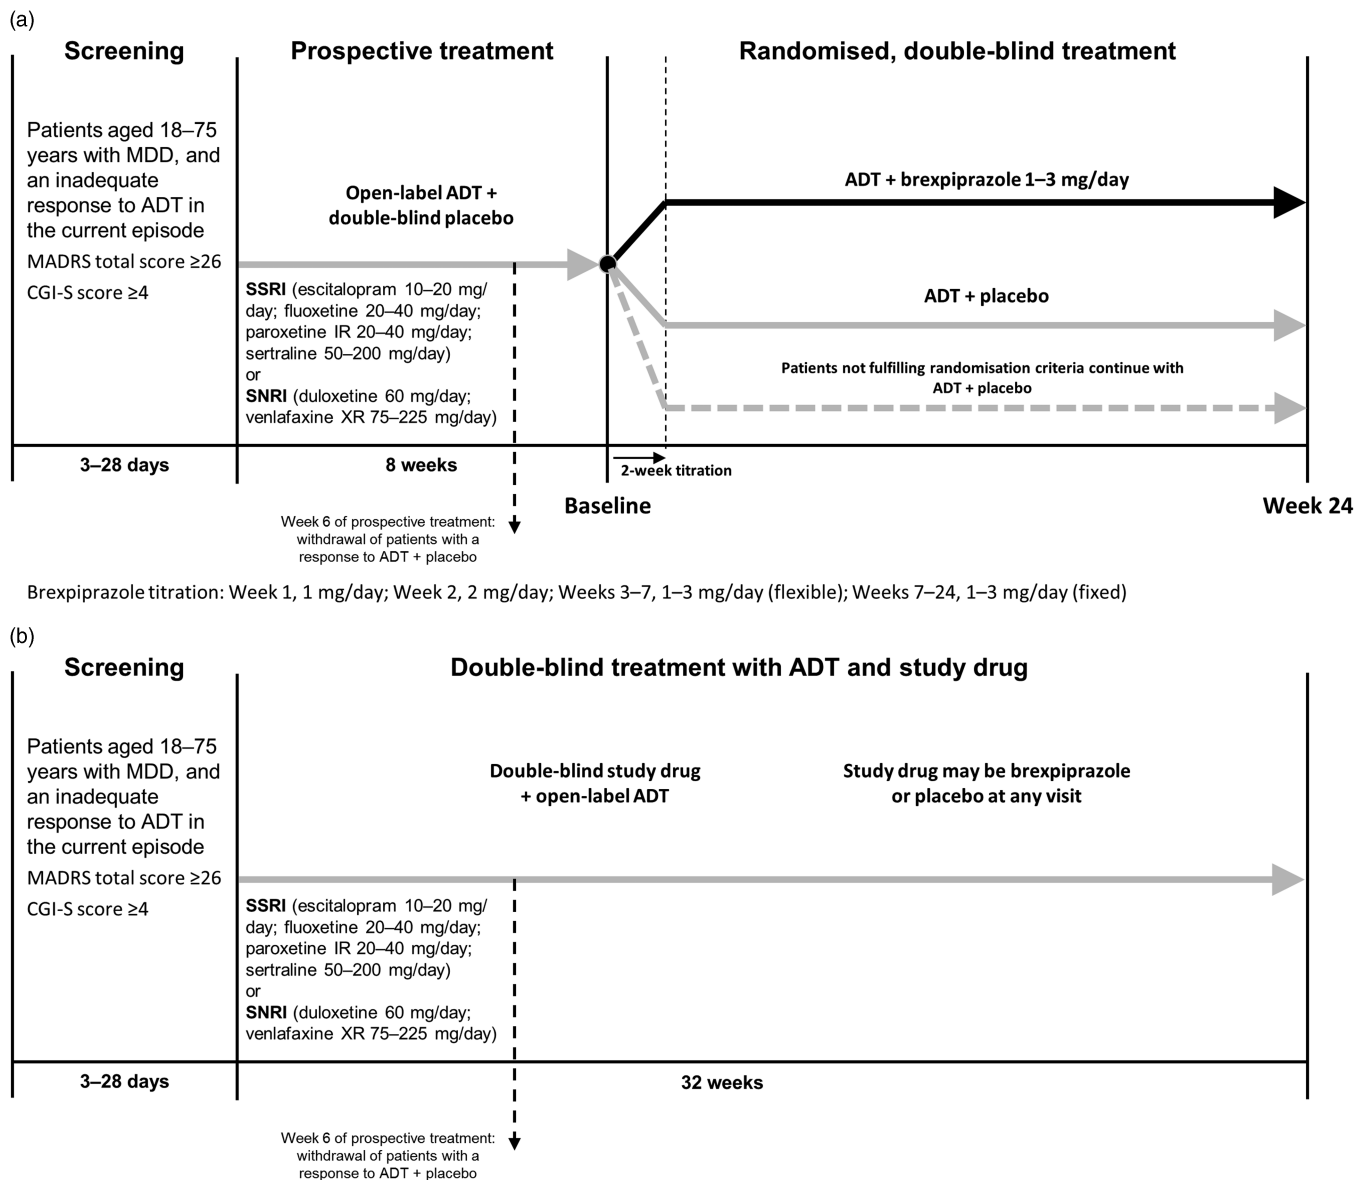 (a)
Screening
Prospective treatment
Randomised, double-blind treatment
Patients aged 18–75
years with MDD, and
an inadequate
response to ADT in
the current episode
MADRS total score ≥26
CGI-S score ≥4
Open-label ADT +
double-blind placebo
SSRI (escitalopram 10–20 mg/
day; fluoxetine 20–40 mg/day;
paroxetine IR 20–40 mg/day;
sertraline 50–200 mg/day)
or
SNRI (duloxetine 60 mg/day;
venlafaxine XR 75–225 mg/day)
ADT + brexpiprazole 1–3 mg/day
ADT + placebo
Patients not fulfilling randomisation criteria continue with
ADT + placebo
3–28 days
8 weeks
2-week titration
Baseline
Week 24
Week 6 of prospective treatment:
withdrawal of patients with a
response to ADT + placebo
Brexpiprazole titration: Week 1, 1 mg/day; Week 2, 2 mg/day; Weeks 3–7, 1–3 mg/day (flexible); Weeks 7–24, 1–3 mg/day (fixed)
(b)
Screening
Double-blind treatment with ADT and study drug
Patients aged 18–75
years with MDD, and
an inadequate
response to ADT in
the current episode
MADRS total score ≥26
CGI-S score ≥4
Double-blind study drug
+ open-label ADT
Study drug may be brexpiprazole
or placebo at any visit
SSRI (escitalopram 10–20 mg/
day; fluoxetine 20–40 mg/day;
paroxetine IR 20–40 mg/day;
sertraline 50–200 mg/day)
or
SNRI (duloxetine 60 mg/day;
venlafaxine XR 75–225 mg/day)
3–28 days
32 weeks
Week 6 of prospective treatment:
withdrawal of patients with a
response to ADT + placebo